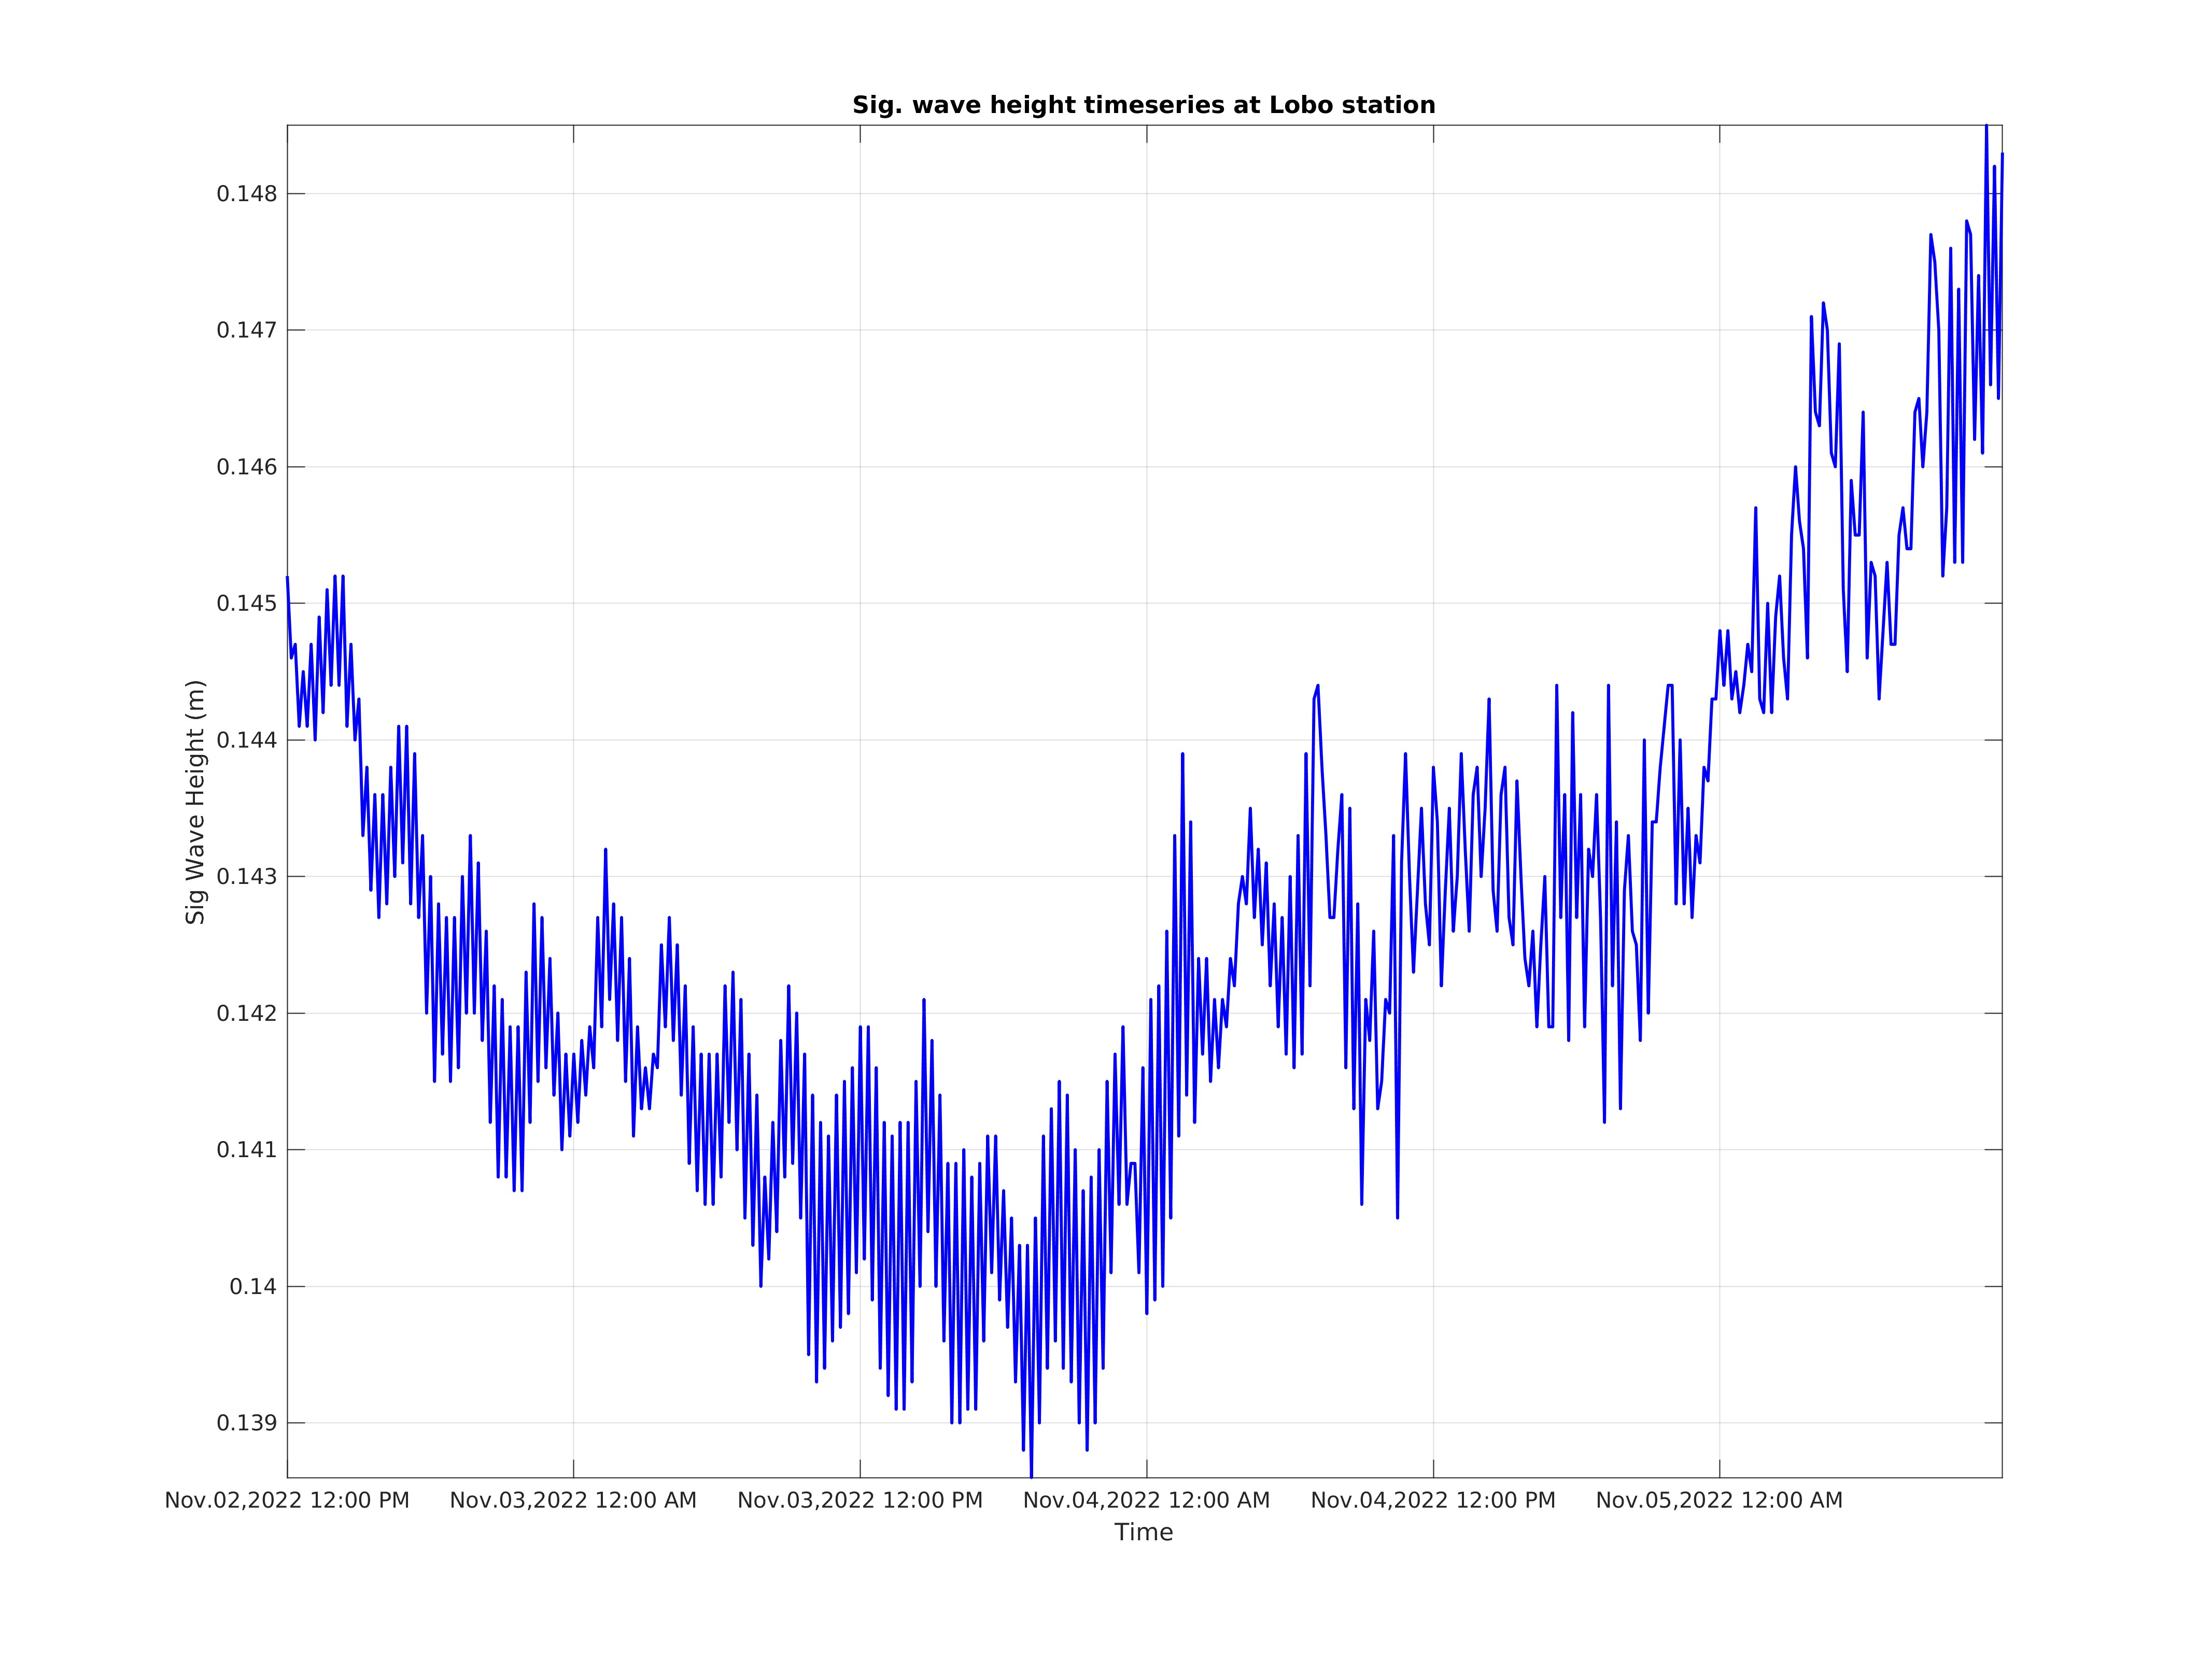 Sig. wave height timeseries at Lobo station
0.148
0.147
0.146
0.145
0.144
0.143
0.142
0.141
0.14
0.139
Sig Wave Height (m)
Nov.02,2022 12:00 PM Nov.03,2022 12:00 AM Nov.03,2022 12:00 PM Nov.04,2022 12:00 AM Nov.04,2022 12:00 PM Nov.05,2022 12:00 AM
Time